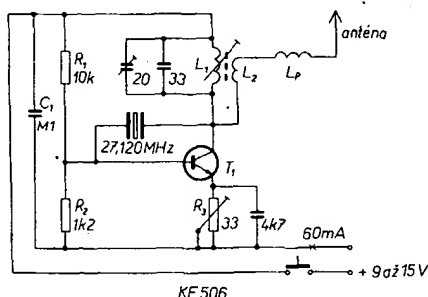 anténa
R1
10k
20
33
L1
L2
Lp
C1
M1
27,120MHz
T1
R2
1k2
R3
33
4k7
60mA
+ 9 až 15V
KF506